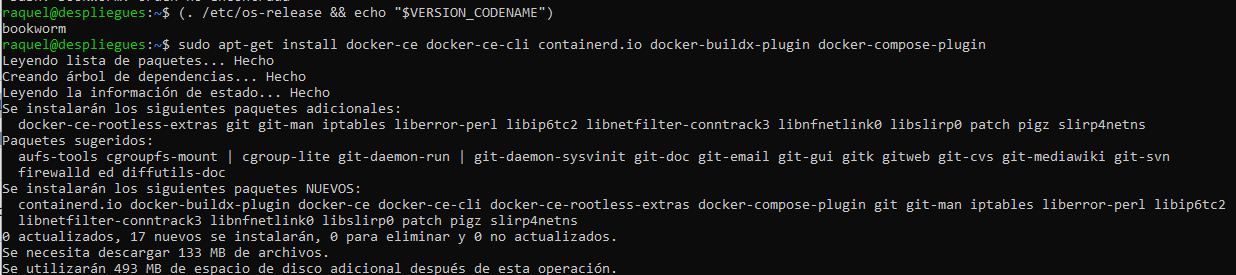 raquel@despliegues:~$ (. /etc/os-release && echo "$VERSION_CODENAME")
bookworm
raquel@despliegues:~$ sudo apt-get install docker-ce docker-ce-cli containerd.io docker-buildx-plugin docker-compose-plugin
Leyendo lista de paquetes... Hecho
Creando árbol de dependencias... Hecho
Leyendo la información de estado... Hecho
Se instalarán los siguientes paquetes adicionales:
  docker-ce-rootless-extras git git-man iptables liberror-perl libip6tc2 libnetfilter-conntrack3 libnfnetlink0 libslirp0 patch pigz slirp4netns
Paquetes sugeridos:
  aufs-tools cgroupfs-mount | cgroup-lite git-daemon-run | git-daemon-sysvinit git-doc git-email git-gui gitk gitweb git-cvs git-mediawiki git-svn
  firewalld ed diffutils-doc
Se instalarán los siguientes paquetes NUEVOS:
  containerd.io docker-buildx-plugin docker-ce docker-ce-cli docker-ce-rootless-extras docker-compose-plugin git git-man iptables liberror-perl libip6tc2
  libnetfilter-conntrack3 libnfnetlink0 libslirp0 patch pigz slirp4netns
0 actualizados, 17 nuevos se instalarán, 0 para eliminar y 0 no actualizados.
Se necesita descargar 133 MB de archivos.
Se utilizarán 493 MB de espacio de disco adicional después de esta operación.